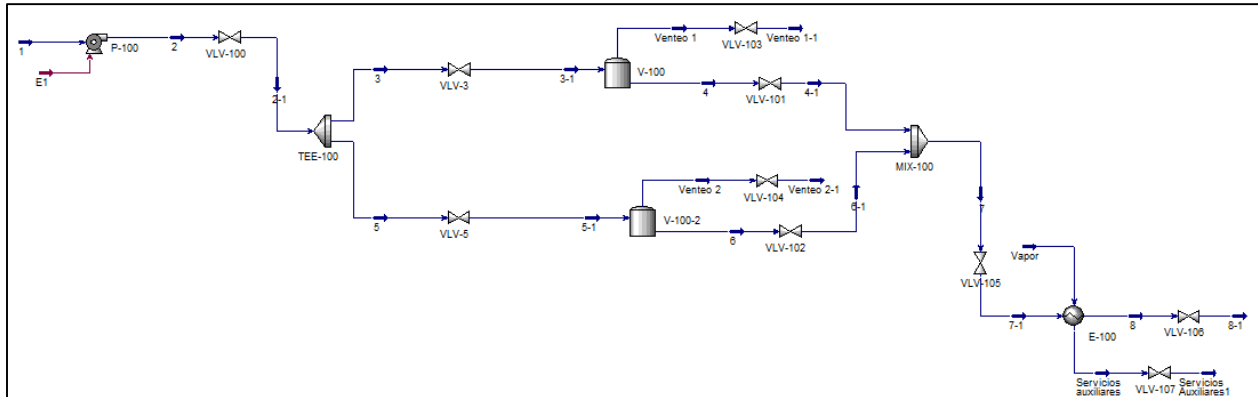 Venteo 1
VLV-103
Venteo 1-1
1
P-100
2
VLV-100
E1
3
VLV-3
3-1
V-100
4
VLV-101
4-1
2-1
TEE-100
MIX-100
Venteo 2
VLV-104
Venteo 2-1
6-1
7
5
VLV-5
5-1
V-100-2
6
VLV-102
Vapor
VLV-105
7-1
E-100
8
VLV-106
8-1
Servicios
auxiliares
VLV-107
Servicios
Auxiliares1